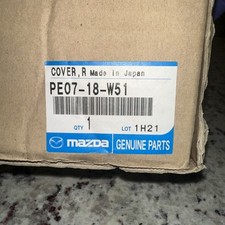 COVER,R Made in Japan
PE07-18-W51
1
QTY LOT 1H21
mazda GENUINE PARTS